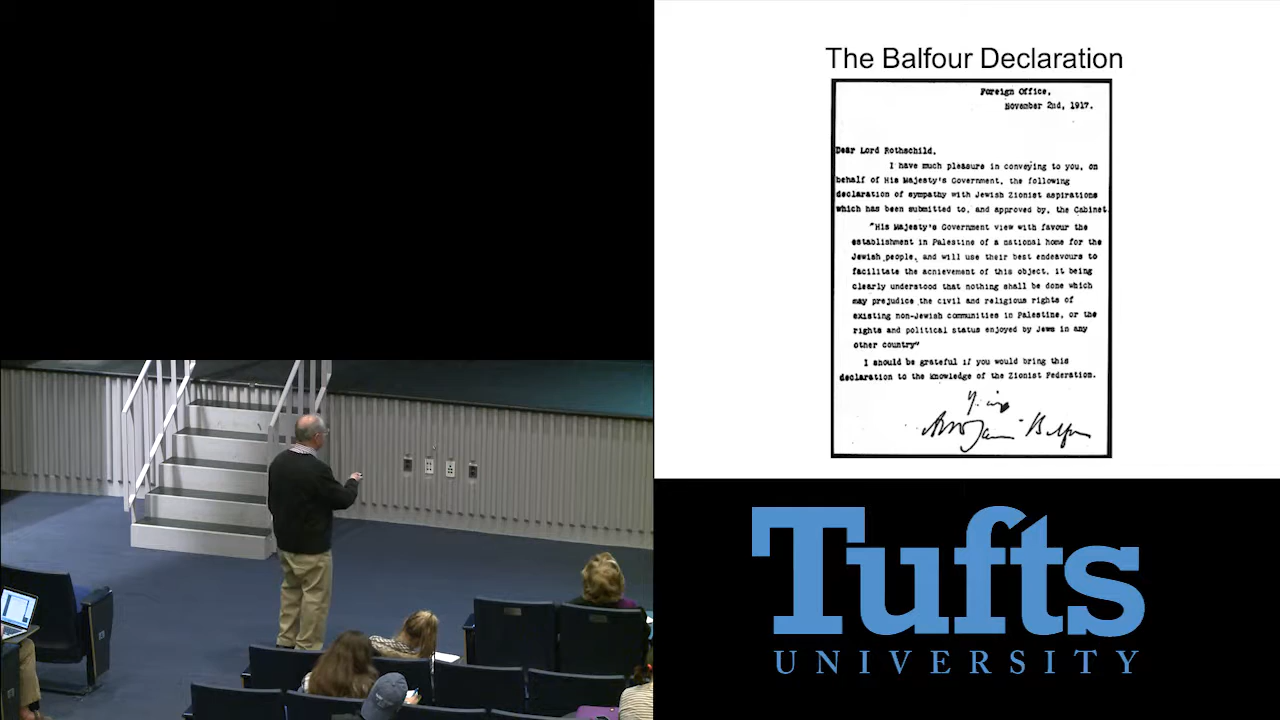 The Balfour Declaration
Foreign Office,
November 2nd, 1917.
Dear Lord Rothschild,
I have much pleasure in conveying to you, on
behalf of His Majesty's Government, the following
declaration of sympathy with Jewish Zionist aspirations
which has been submitted to, and approved by, the Cabinet
"His Majesty's Government view with favour the
establishment in Palestine of a national home for the
Jewish people, and will use their best endeavours to
facilitate the achievement of this object, it being
clearly understood that nothing shall be done which
may prejudice the civil and religious rights of
existing non-Jewish communities in Palestine, or the
rights and political status enjoyed by Jews in any
other country"
I should be grateful if you would bring this
declaration to the knowledge of the Zionist Federation.
Balfour
Tufts
UNIVERSITY